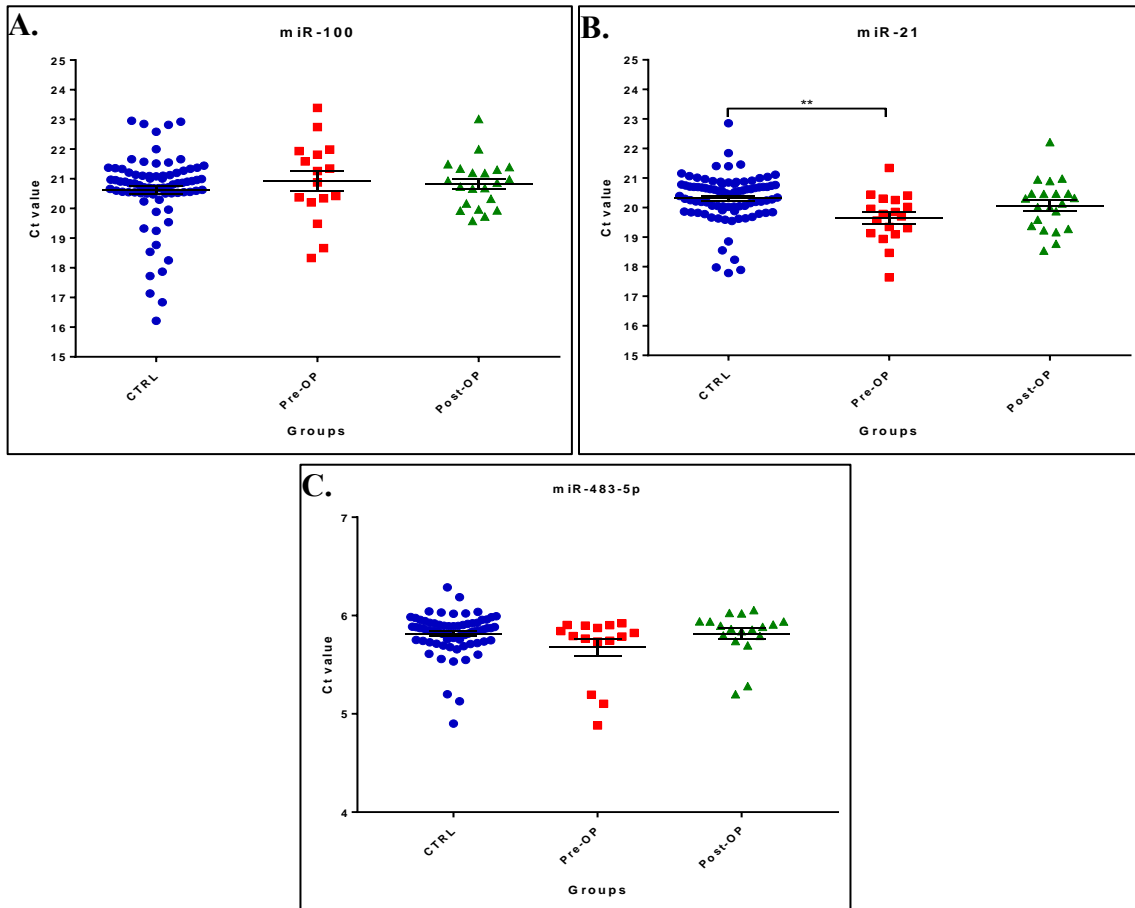 A.
miR-100
Ct value
25
24
23
22
21
20
19
18
17
16
15
CTRL
Pre-OP
Post-OP
Groups
B.
miR-21
**
Ct value
25
24
23
22
21
20
19
18
17
16
15
CTRL
Pre-OP
Post-OP
Groups
C.
miR-483-5p
Ct value
7
6
5
4
CTRL
Pre-OP
Post-OP
Groups